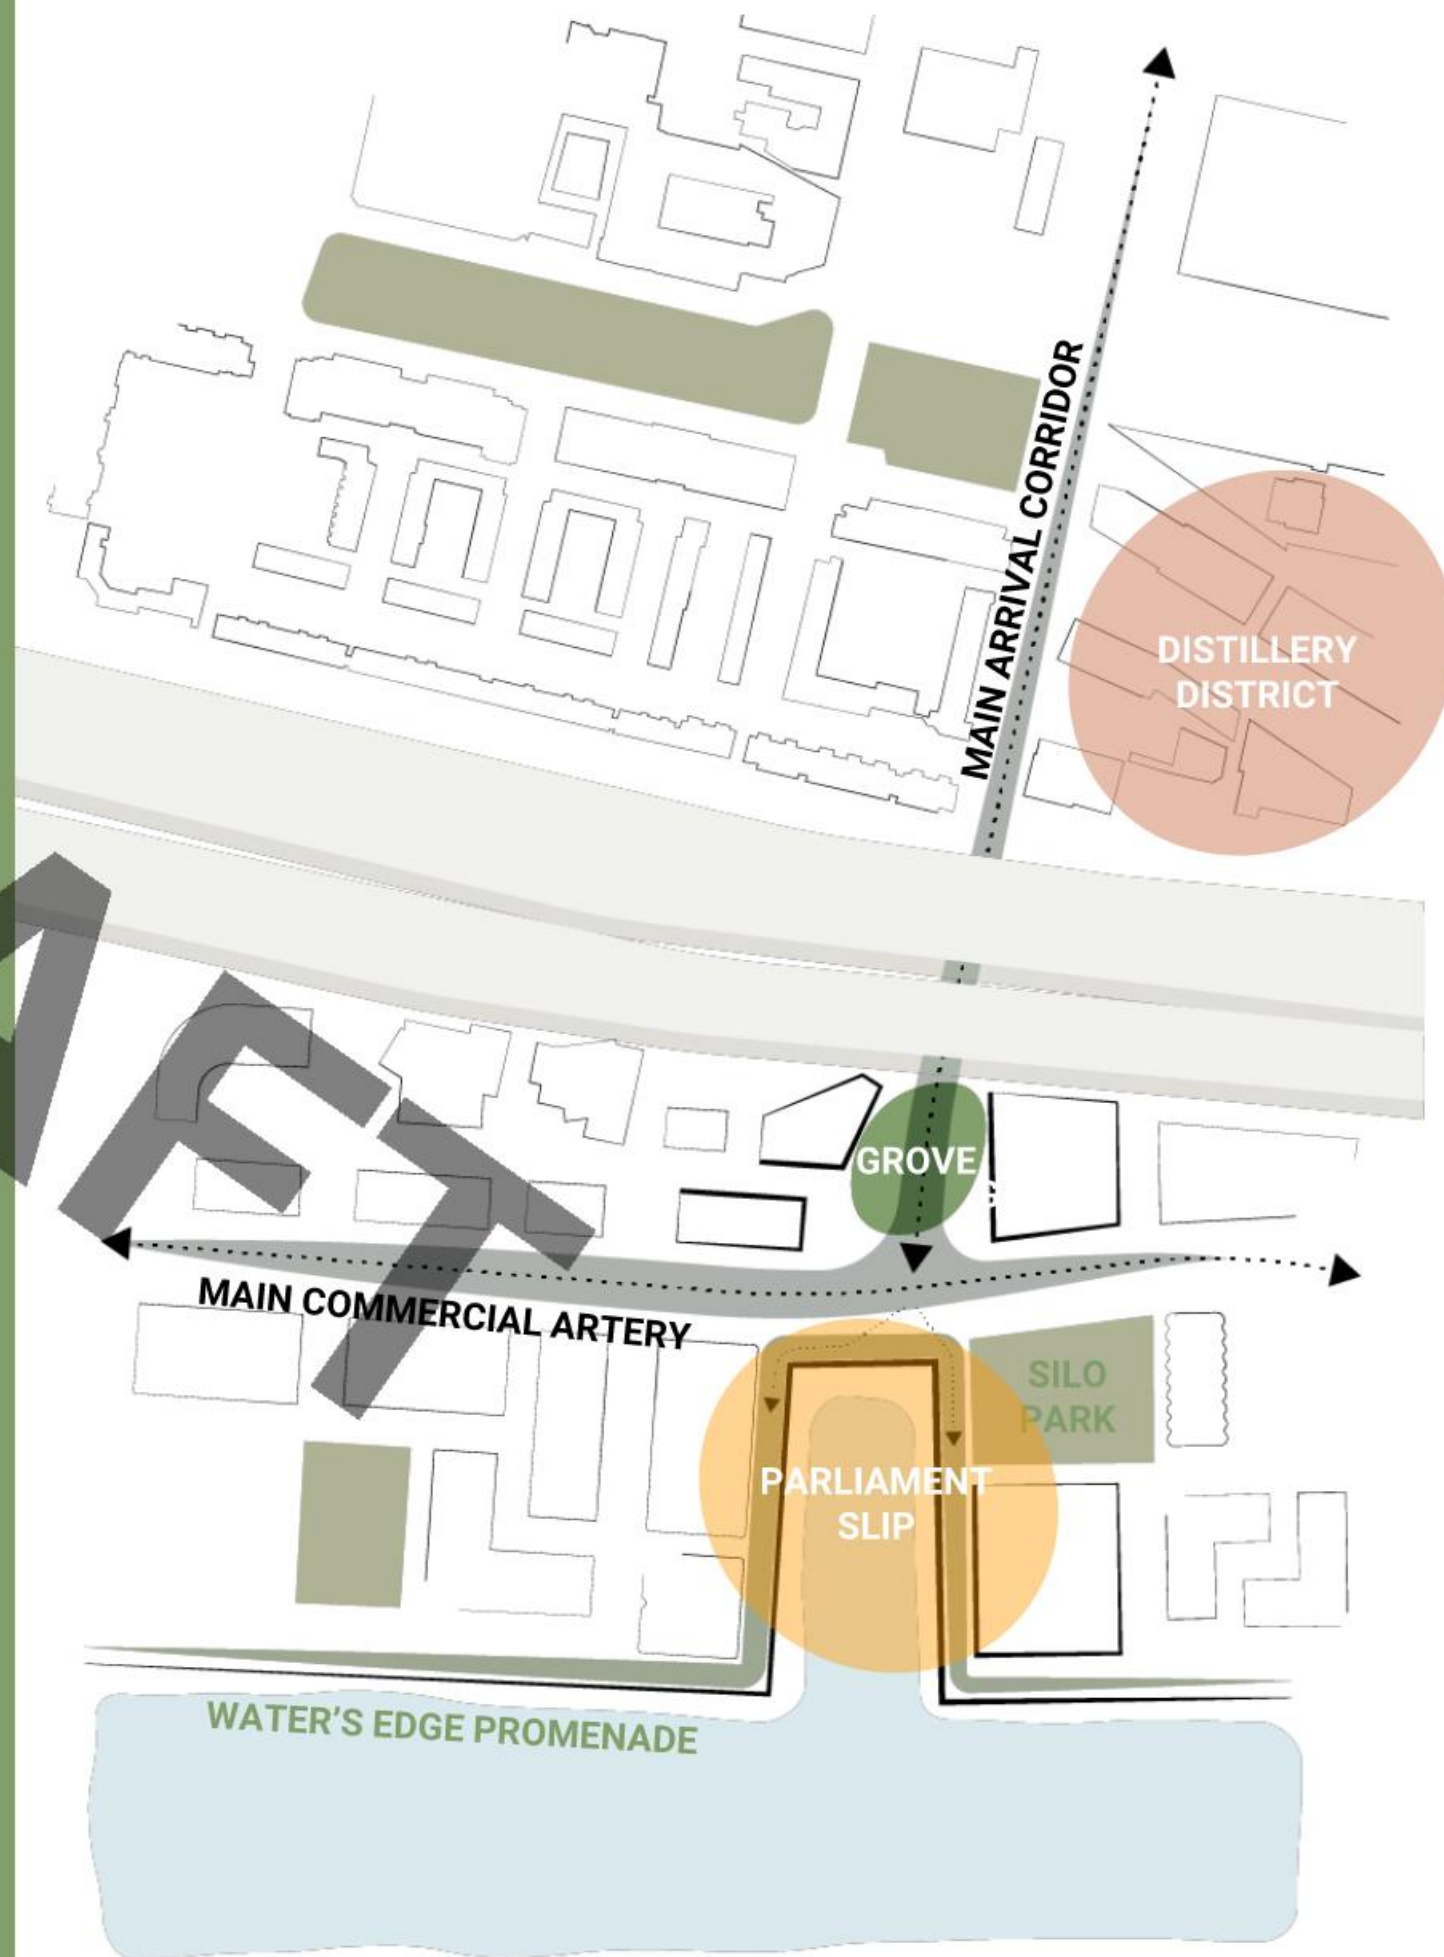 MAIN ARRIVAL CORRIDOR
DISTILLERY
DISTRICT
GROVE
MAIN COMMERCIAL ARTERY
SILO
PARK
PARLIAMENT
SLIP
WATER'S EDGE PROMENADE